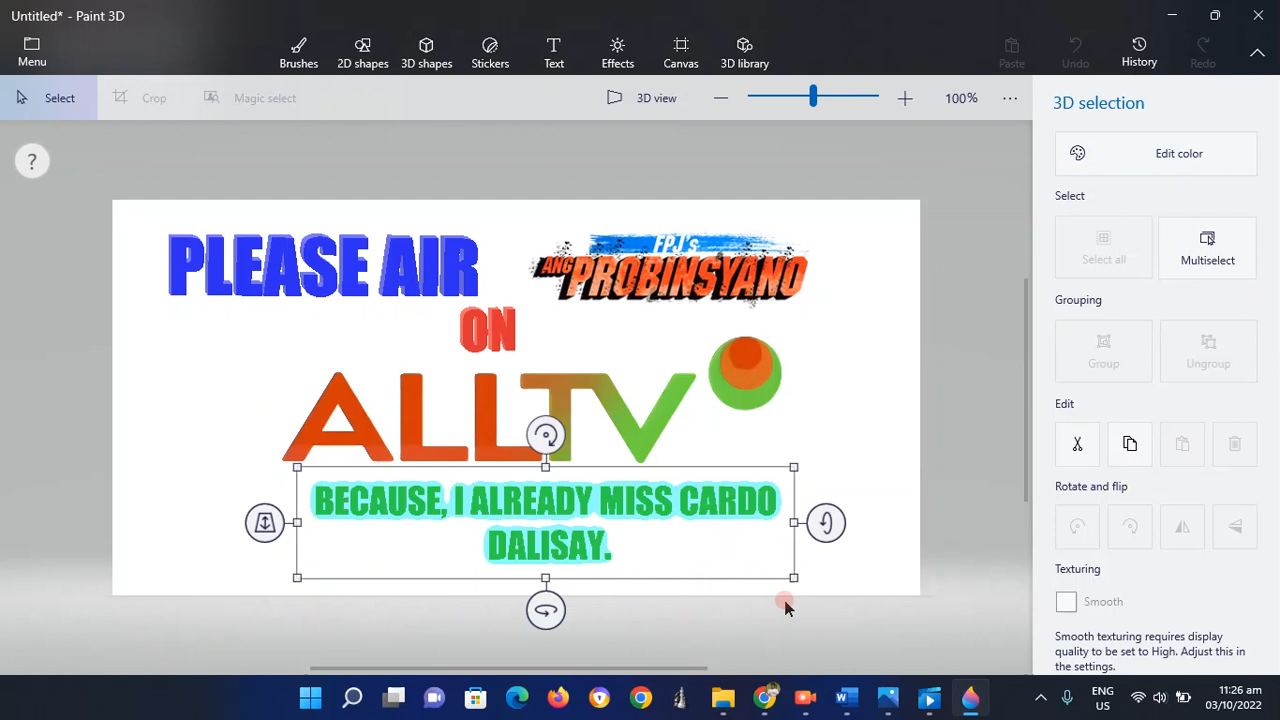 Untitled* - Paint 3D
Menu
Brushes
2D shapes
3D shapes
Stickers
Text
Effects
Canvas
3D library
Paste
Undo
History
Redo
Select
Crop
Magic select
3D view
100%
3D selection
?
Edit color
Select
Select all
Multiselect
Grouping
Group
Ungroup
Edit
Rotate and flip
Texturing
Smooth
Smooth texturing requires display
quality to be set to High. Adjust this in
the settings.
PLEASE AIR
FPJ's
ANG PROBINSYANO
ON
ALLTV
BECAUSE, I ALREADY MISS CARDO
DALISAY.
ENG
US
11:26 am
03/10/2022